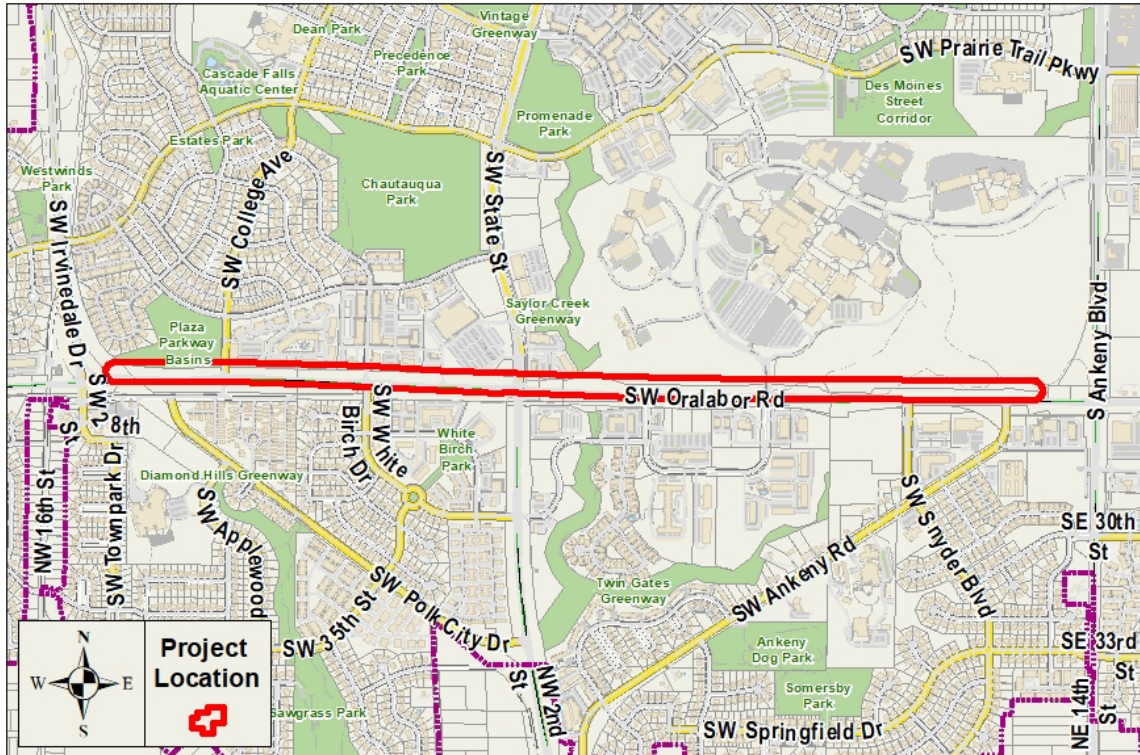 Vintage
Greenway
Dean Park
Precedence
Park
SW Prairie Trail Pkwy
Cascade Falls
Aquatic Center
Des Moines
Street
Corridor
Promenade
Park
Estates Park
Westwinds
Park
Chautauqua
Park
SW College Ave
SW State St
SW Irvinedale Dr
S Ankeny Blvd
Saylor Creek
Greenway
Plaza
Parkway
Basins
SW Oralabor Rd
SW 28th
St
SW White
Birch Dr
White
Birch
Park
Diamond Hills Greenway
NW 16th St
SW Townpark Dr
SW Applewood
SW Snyder Blvd
SE 30th
St
Twin Gates
Greenway
SW Ankeny Rd
SW Polk City Dr
SW 35th St
Ankeny
Dog Park
SE 33rd
St
Somersby
Park
NW 2nd
St
NE 14th
SW Springfield Dr
Sawgrass Park
N
W
E
S
Project
Location